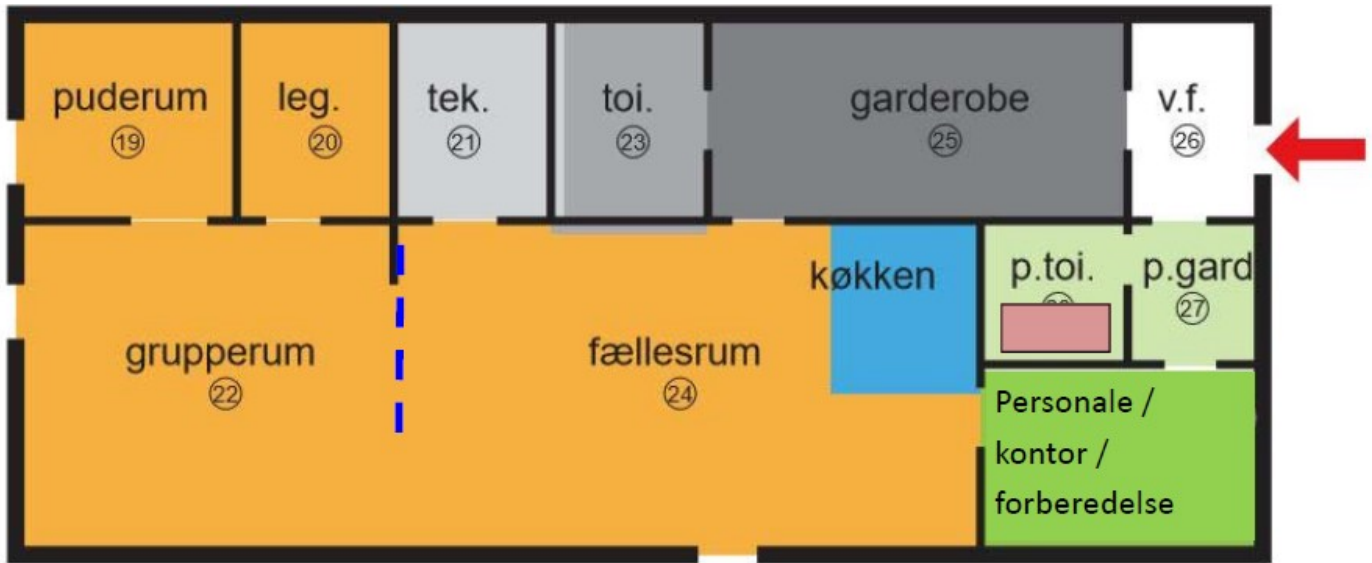 puderum
19
leg.
20
tek.
21
toi.
23
garderobe
25
v.f.
26
køkken
p.toi.
p.gard
27
grupperum
22
fællesrum
24
Personale /
kontor /
forberedelse